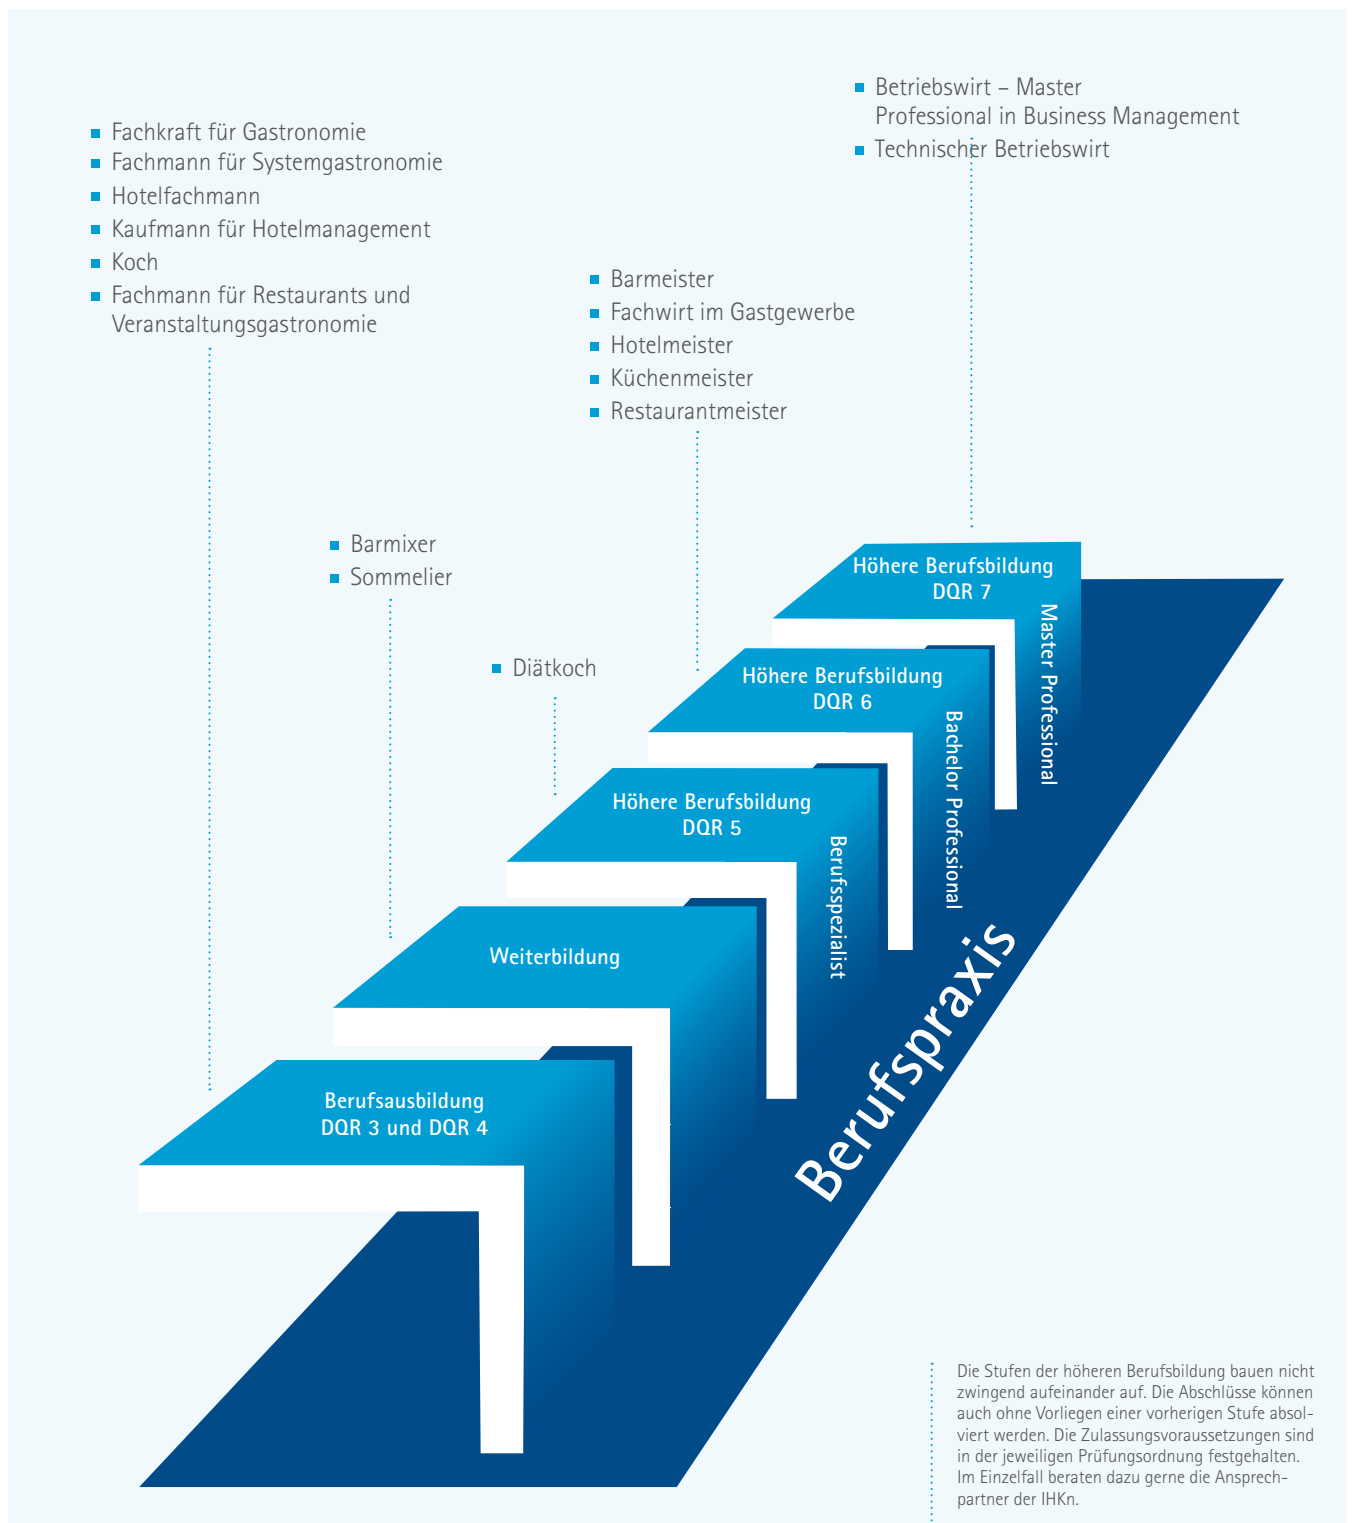 Betriebswirt – Master
Professional in Business Management
Technischer Betriebswirt
Fachkraft für Gastronomie
Fachmann für Systemgastronomie
Hotelfachmann
Kaufmann für Hotelmanagement
Koch
Fachmann für Restaurants und
Veranstaltungsgastronomie
Barmeister
Fachwirt im Gastgewerbe
Hotelmeister
Küchenmeister
Restaurantmeister
Barmixer
Sommelier
Diätkoch
Höhere Berufsbildung
DQR 7
Master Professional
Höhere Berufsbildung
DQR 6
Bachelor Professional
Höhere Berufsbildung
DQR 5
Berufsspezialist
Weiterbildung
Berufsausbildung
DQR 3 und DQR 4
Berufspraxis
Die Stufen der höheren Berufsbildung bauen nicht
zwingend aufeinander auf. Die Abschlüsse können
auch ohne Vorliegen einer vorherigen Stufe absol-
viert werden. Die Zulassungsvoraussetzungen sind
in der jeweiligen Prüfungsordnung festgehalten.
Im Einzelfall beraten dazu gerne die Ansprech-
partner der IHKn.